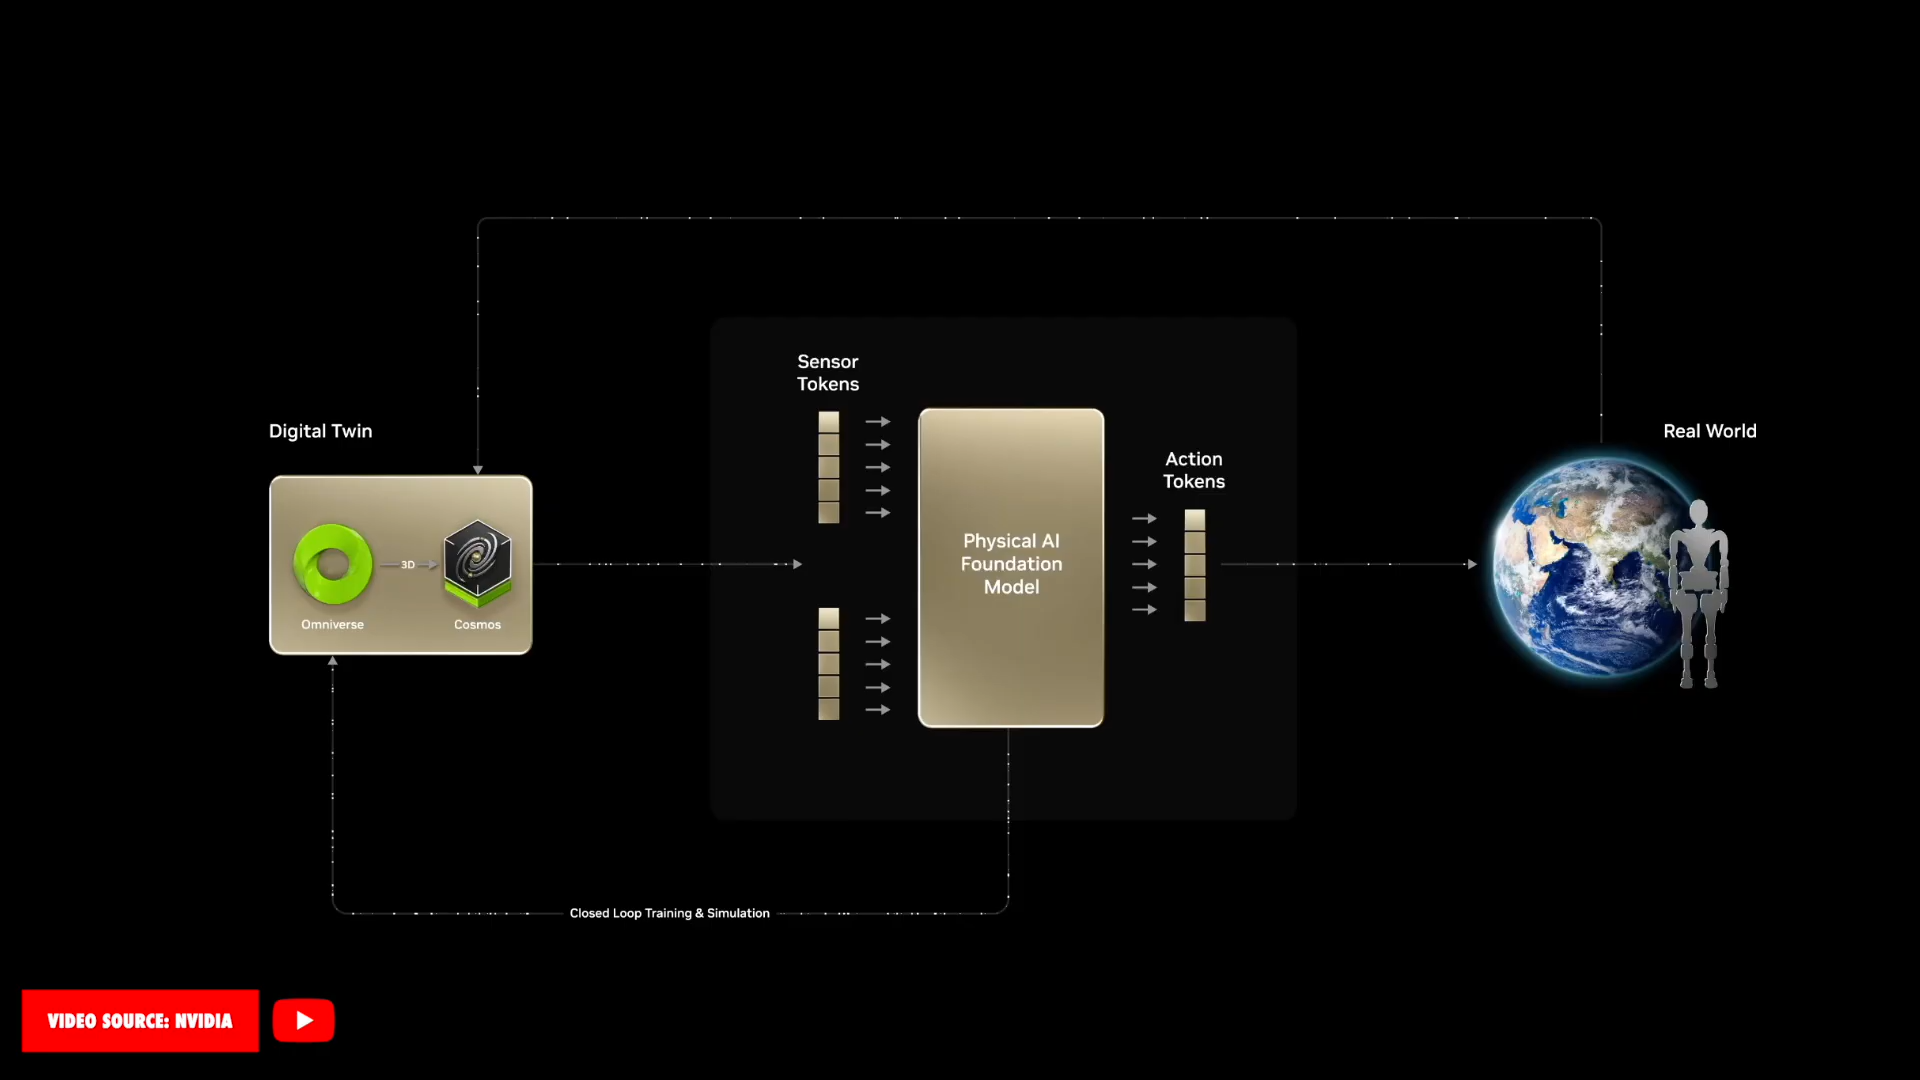 Sensor
Tokens
Digital Twin
Real World
Action
Tokens
Physical AI
Foundation
Model
3D
Omniverse
Cosmos
Closed Loop Training & Simulation
VIDEO SOURCE: NVIDIA